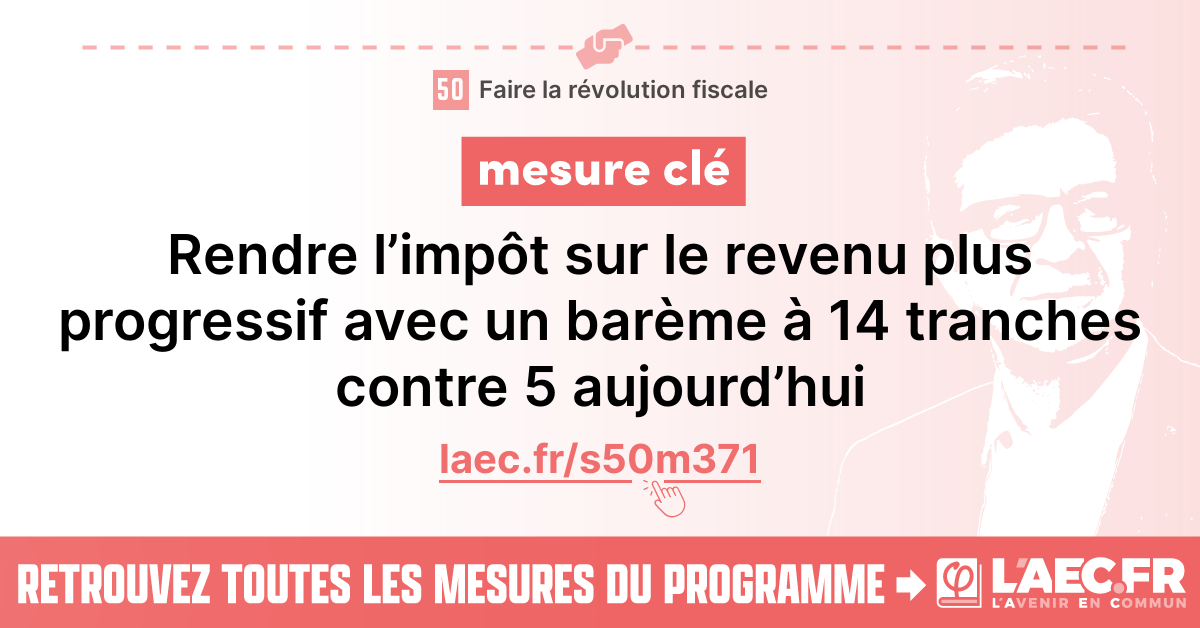 50 Faire la révolution fiscale
mesure clé
Rendre l’impôt sur le revenu plus
progressif avec un barème à 14 tranches
contre 5 aujourd’hui
laec.fr/s50m371
RETROUVEZ TOUTES LES MESURES DU PROGRAMME
L'AEC.FR
L'AVENIR EN COMMUN